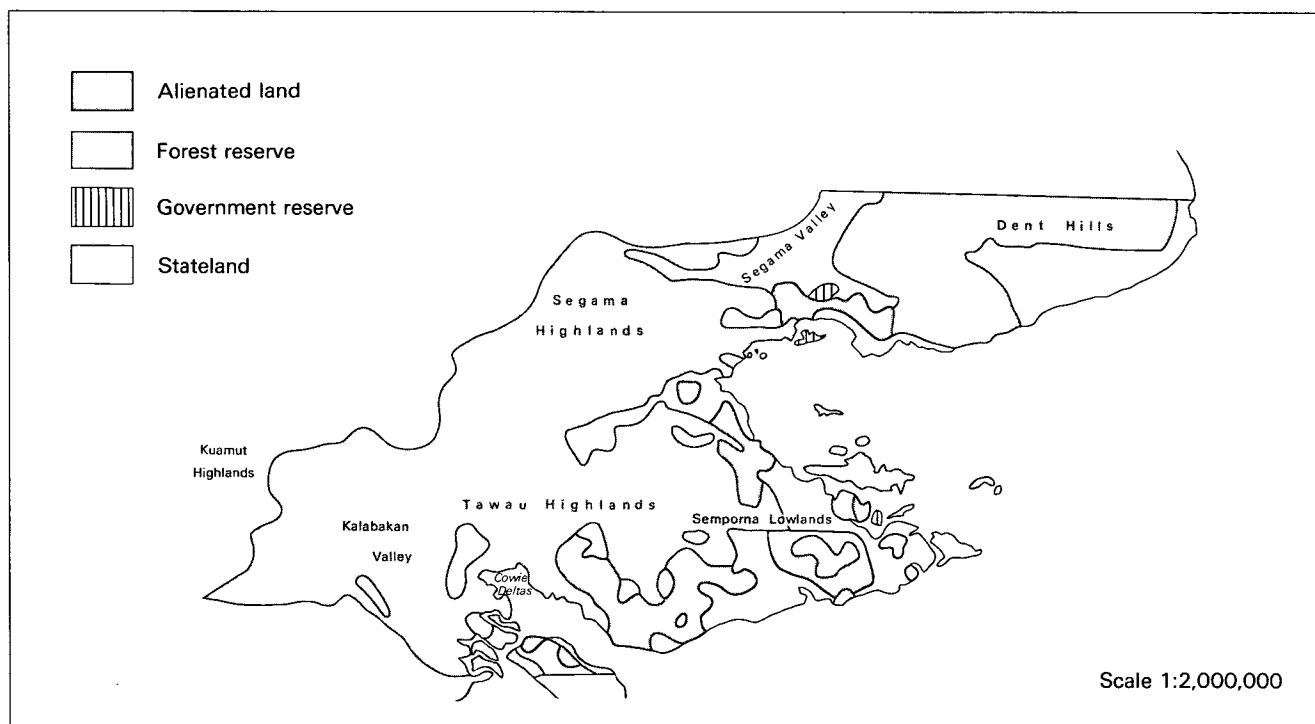 Alienated land
Forest reserve
Government reserve
Stateland
Dent Hills
Segama Valley
Segama
Highlands
Kuamut
Highlands
Tawau Highlands
Semporna Lowlands
Kalabakan
Valley
Cowie
Deltas
Scale 1:2,000,000